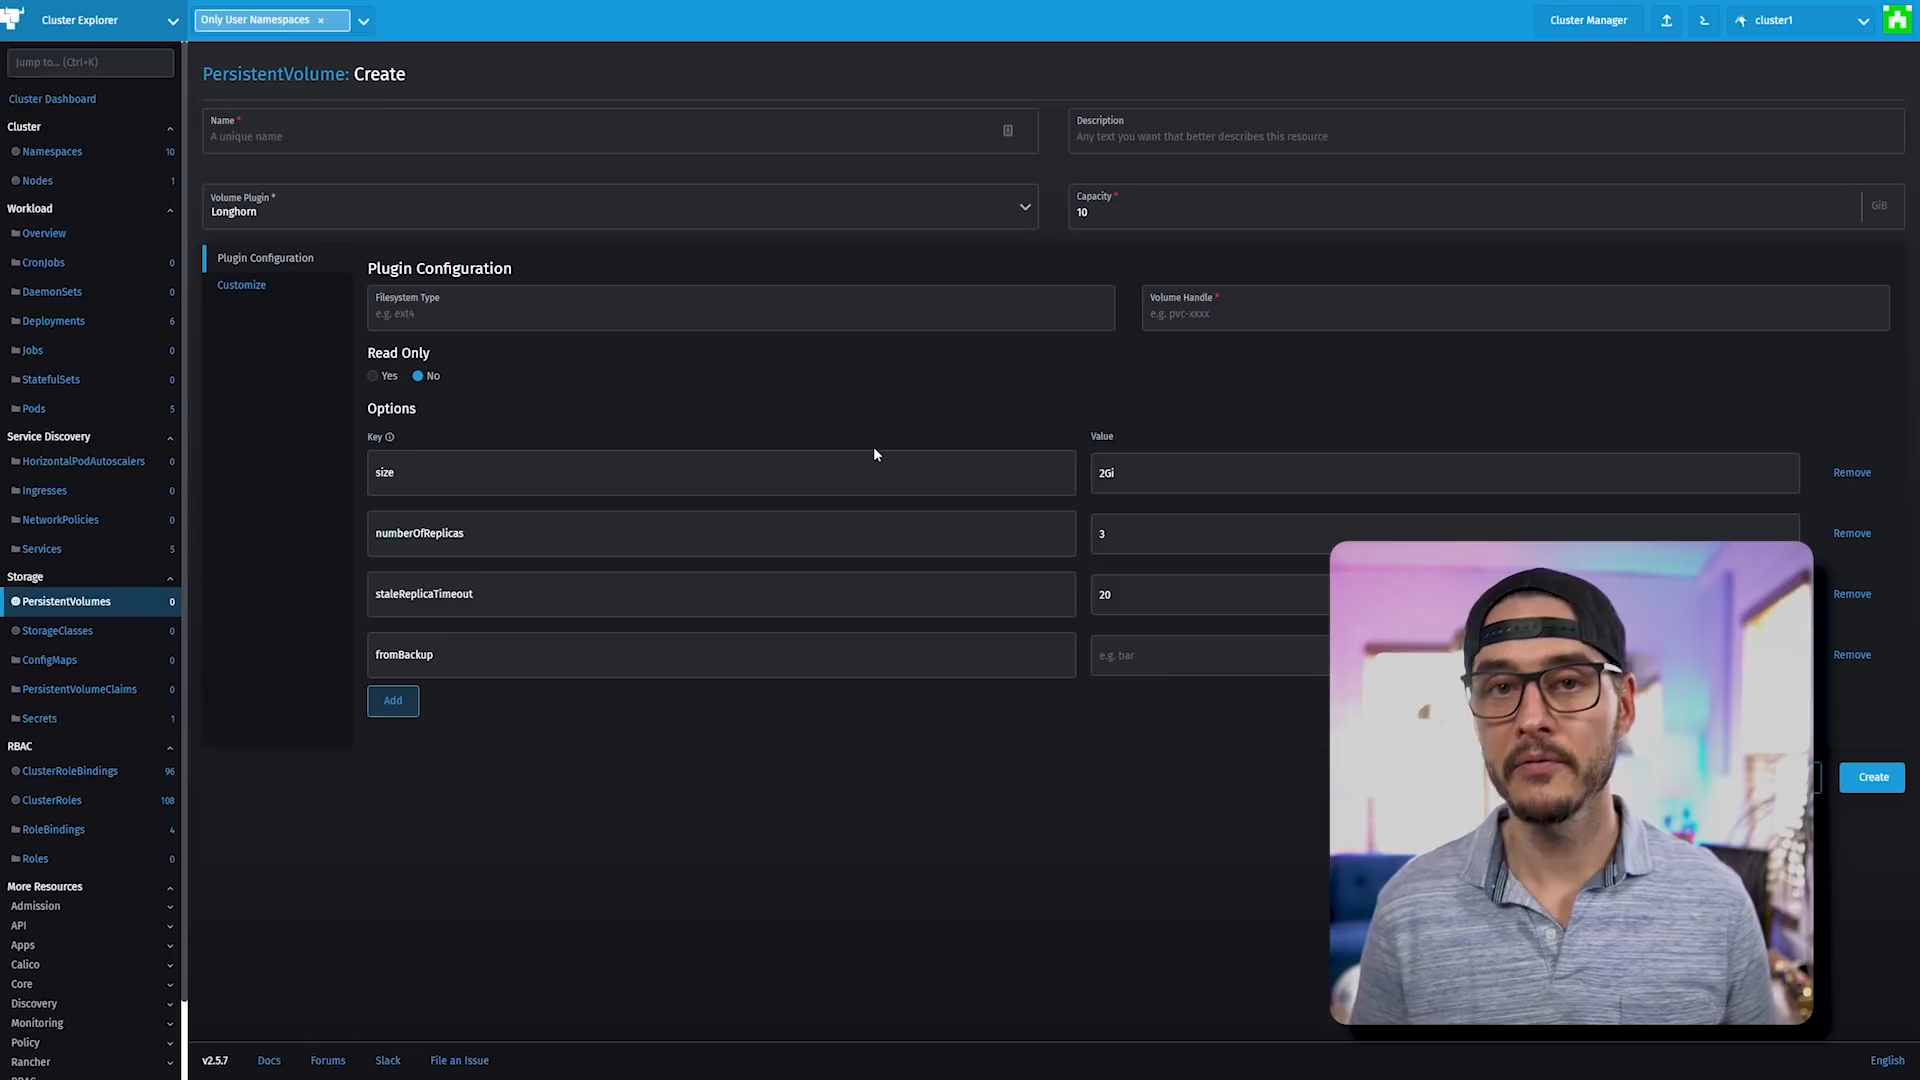 Cluster Explorer
Only User Namespaces ×
Cluster Manager
cluster1
Jump to... (Ctrl+K)
Cluster Dashboard
Cluster
Namespaces 10
Nodes 1
Workload
Overview
CronJobs 0
DaemonSets 0
Deployments 6
Jobs 0
StatefulSets 0
Pods 5
Service Discovery
HorizontalPodAutoscalers 0
Ingresses 0
NetworkPolicies 0
Services 5
Storage
PersistentVolumes 0
StorageClasses 0
ConfigMaps 0
PersistentVolumeClaims 0
Secrets 1
RBAC
ClusterRoleBindings 96
ClusterRoles 108
RoleBindings 4
Roles 0
More Resources
Admission
API
Apps
Calico
Core
Discovery
Monitoring
Policy
Rancher
PersistentVolume: Create
Name *
A unique name
Description
Any text you want that better describes this resource
Volume Plugin *
Longhorn
Capacity *
10 GiB
Plugin Configuration
Customize
Plugin Configuration
Filesystem Type
e.g. ext4
Volume Handle *
e.g. pvc-xxxx
Read Only
Yes No
Options
Key Value
size 2Gi Remove
numberOfReplicas 3 Remove
staleReplicaTimeout 20 Remove
fromBackup e.g. bar Remove
Add
Create
v2.5.7 Docs Forums Slack File an Issue English